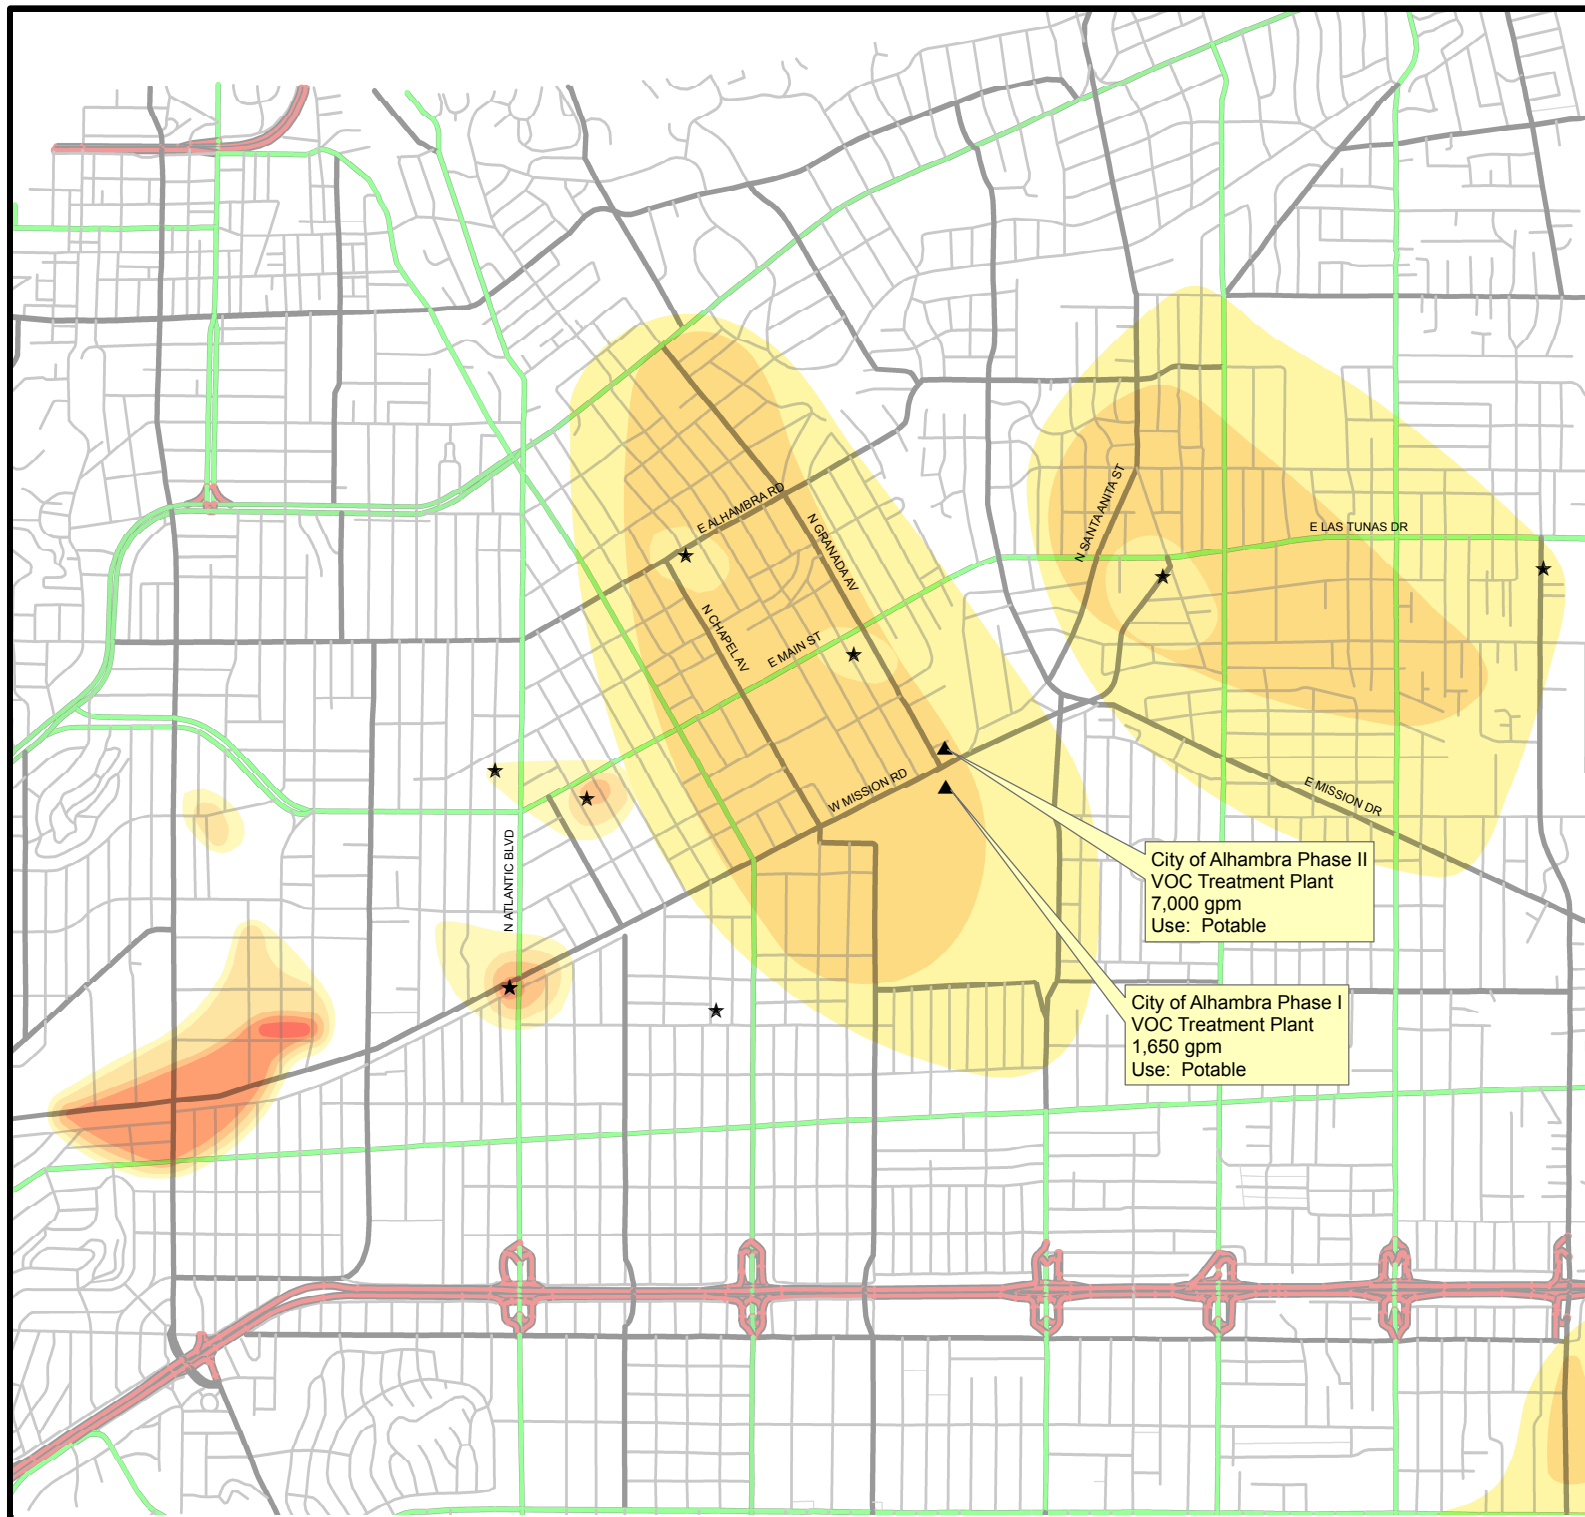 E ALHAMBRA RD
N GRANADA AV
N SANTA ANITA ST
E LAS TUNAS DR
N CHAPEL AV
E MAIN ST
W MISSION RD
E MISSION DR
N ATLANTIC BLVD
City of Alhambra Phase II
VOC Treatment Plant
7,000 gpm
Use: Potable
City of Alhambra Phase I
VOC Treatment Plant
1,650 gpm
Use: Potable